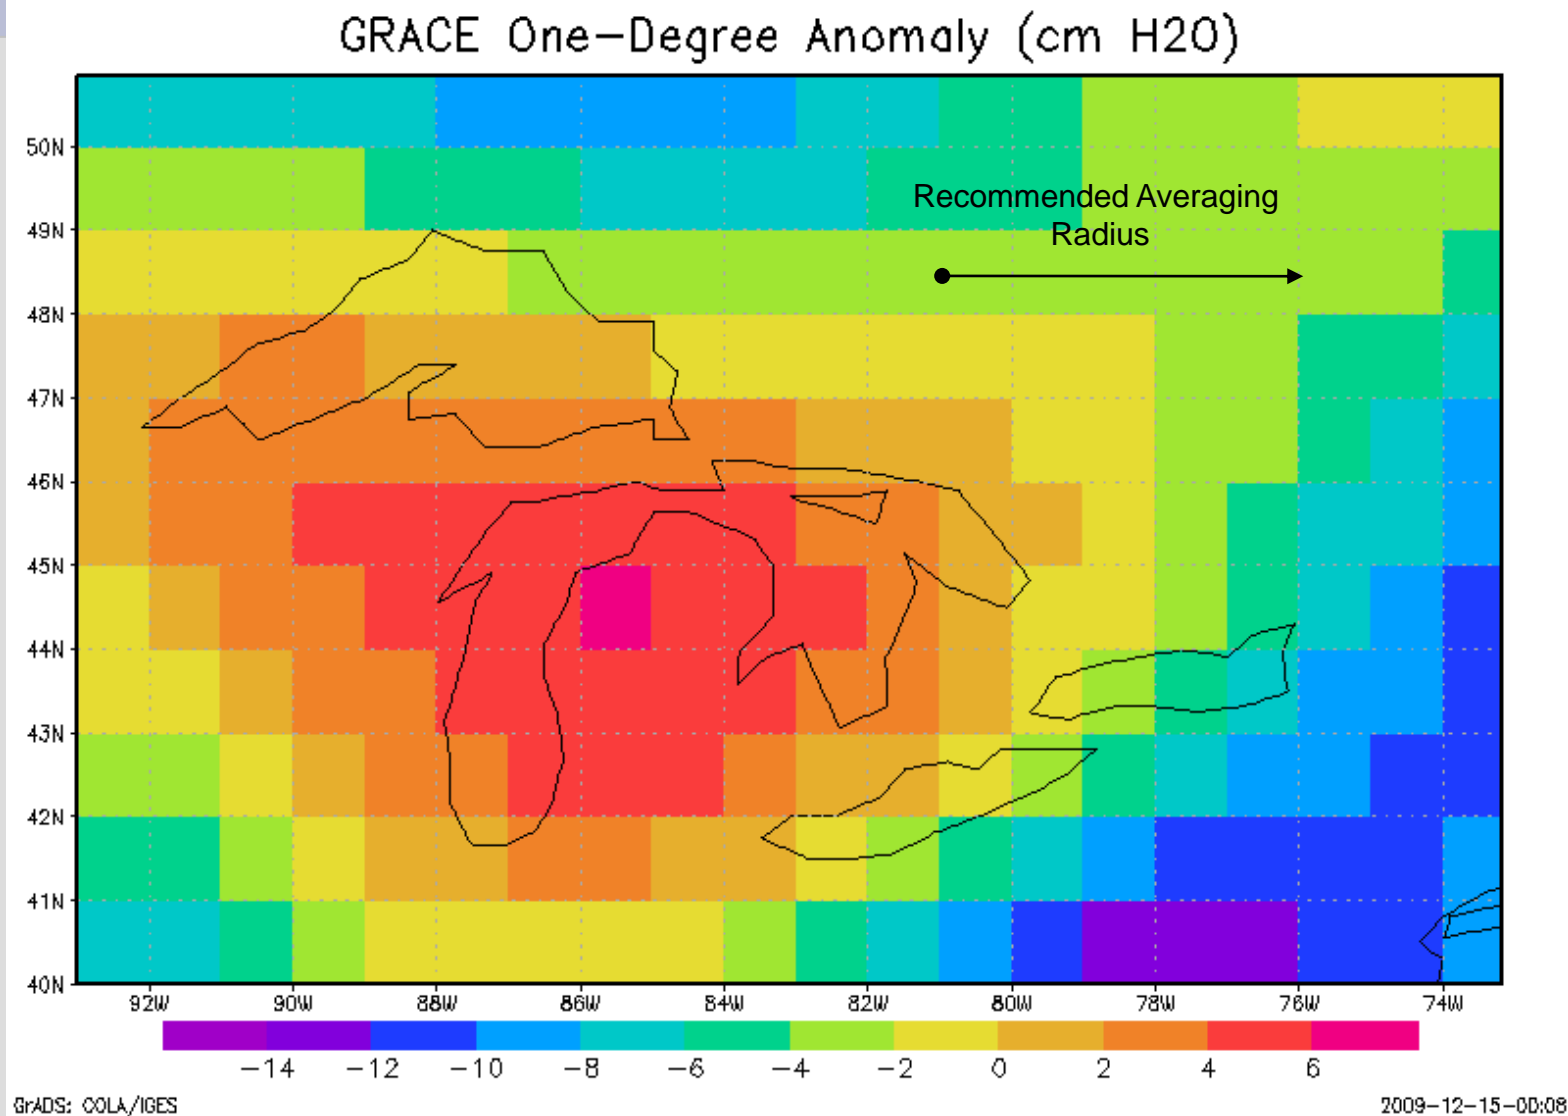 GRACE One-Degree Anomaly (cm H2O)
50N
49N
Recommended Averaging
Radius
48N
47N
46N
45N
44N
43N
42N
41N
40N
92W 90W 88W 86W 84W 82W 80W 78W 76W 74W
-14 -12 -10 -8 -6 -4 -2 0 2 4 6
GrADS: COLA/IGES 2009-12-15-00:08